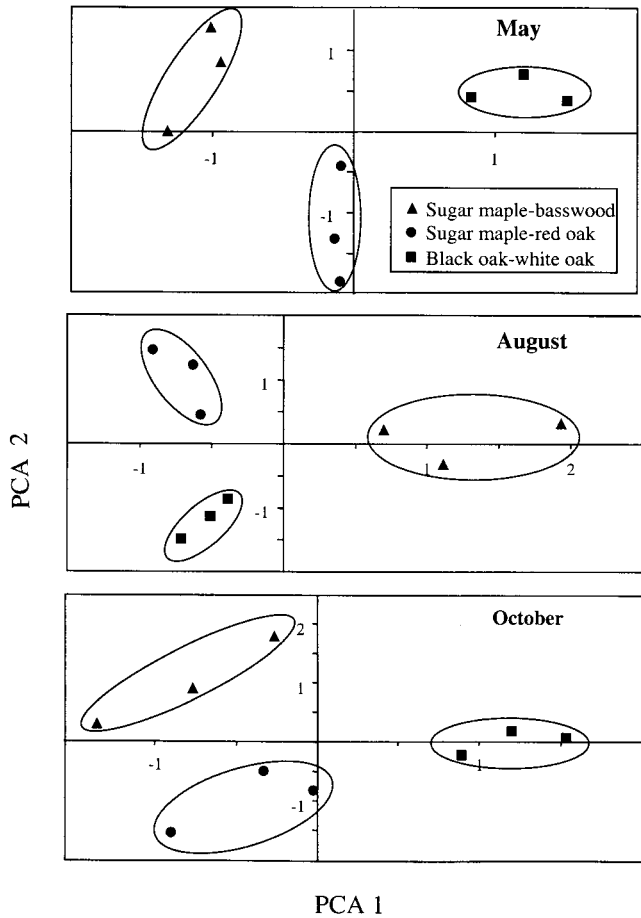 May
1
-1
1
-1
▲ Sugar maple-basswood
● Sugar maple-red oak
■ Black oak-white oak
August
1
-1
1
2
-1
PCA 2
October
2
1
-1
1
-1
PCA 1